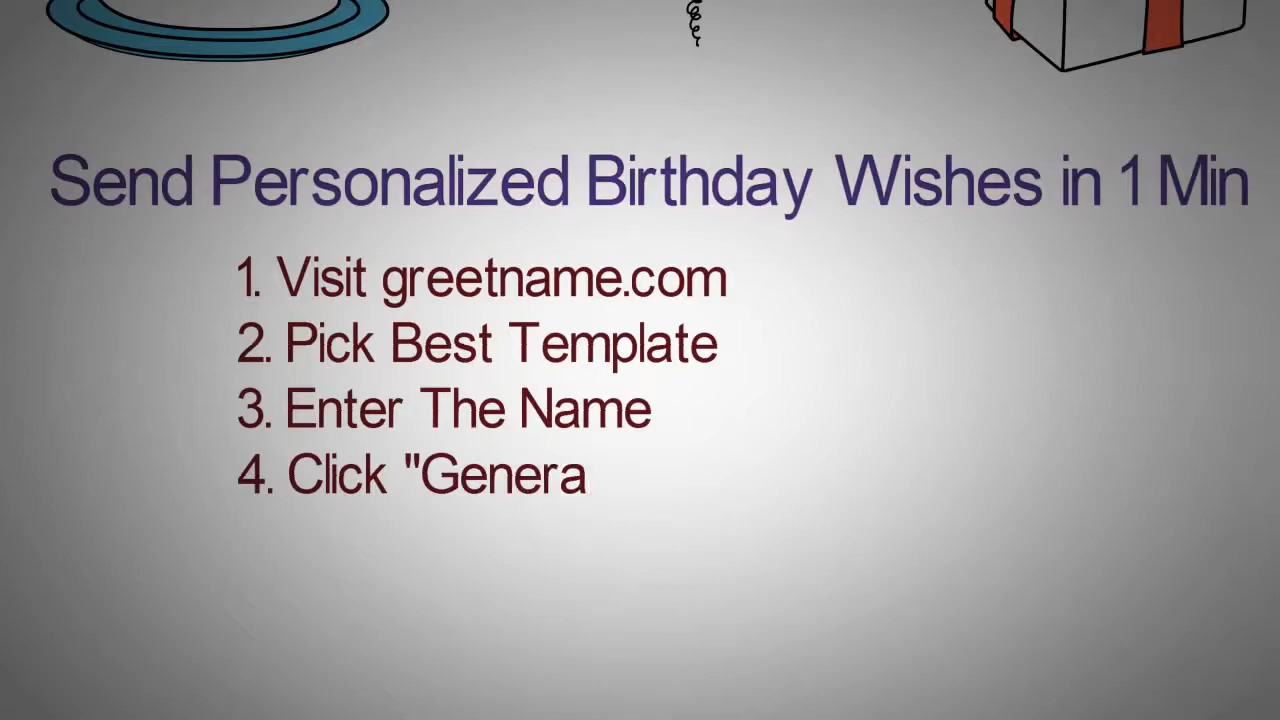 Send Personalized Birthday Wishes in 1 Min
1. Visit greetname.com
2. Pick Best Template
3. Enter The Name
4. Click "Genera